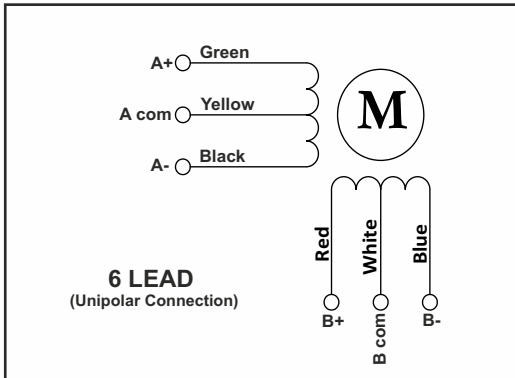 A+ Green
A com Yellow
A- Black
M
Red White Blue
B+ B com B-
6 LEAD
(Unipolar Connection)